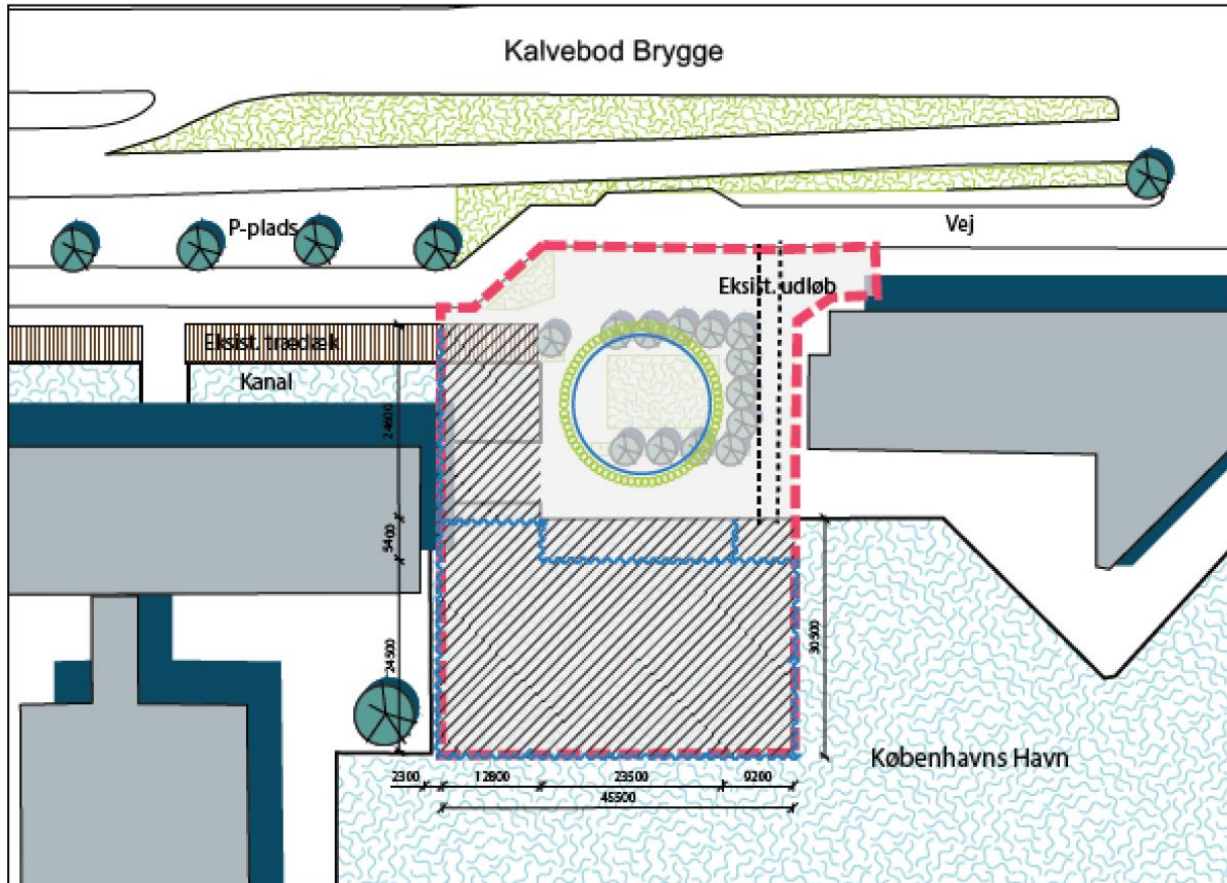 Kalvebod Brygge
P-plads
Vej
Eksist. udløb
Eksist. trædæk
Kanal
24600
5400
24500
30500
Københavns Havn
2300 12800 23500 9200
45500